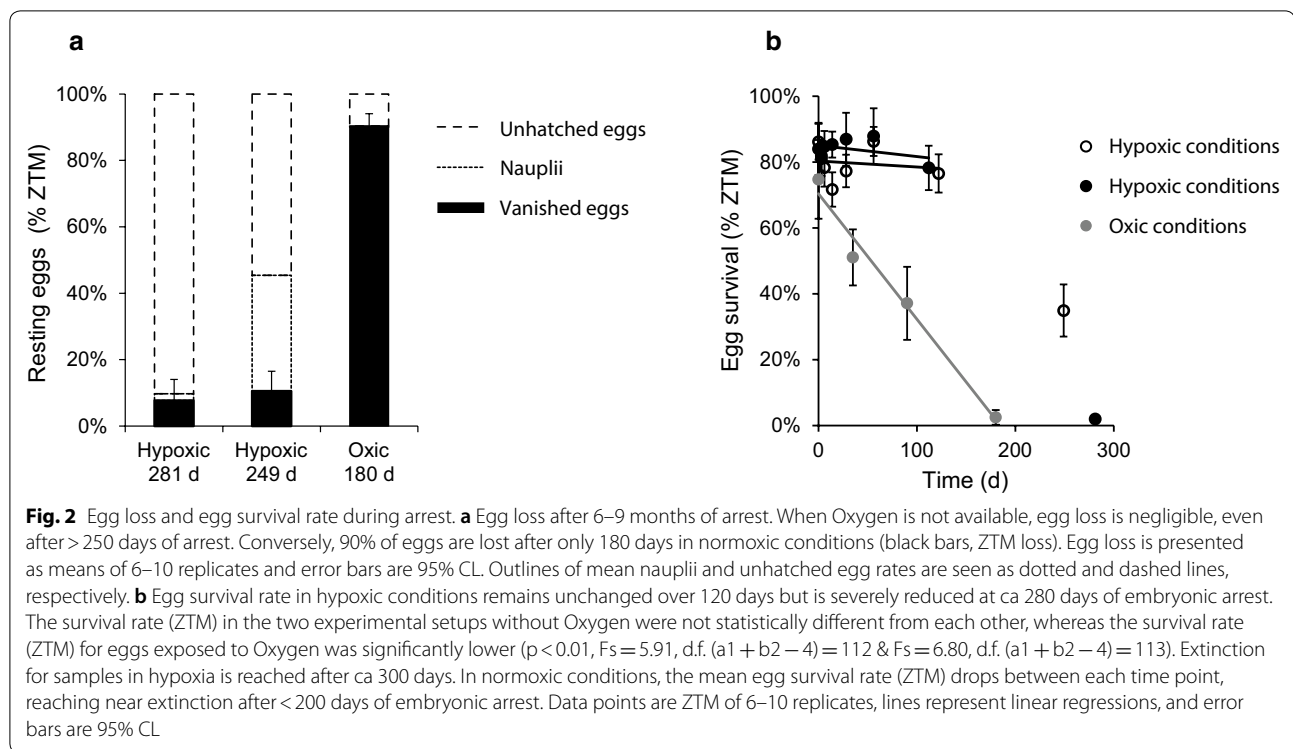 a
100%
80%
60%
40%
20%
0%
Resting eggs (% ZTM)
Hypoxic
281 d
Hypoxic
249 d
Oxic
180 d
Unhatched eggs
Nauplii
Vanished eggs
b
100%
80%
60%
40%
20%
0%
Egg survival (% ZTM)
0
100
200
300
Time (d)
Hypoxic conditions
Hypoxic conditions
Oxic conditions
Fig. 2 Egg loss and egg survival rate during arrest. a Egg loss after 6–9 months of arrest. When Oxygen is not available, egg loss is negligible, even
after > 250 days of arrest. Conversely, 90% of eggs are lost after only 180 days in normoxic conditions (black bars, ZTM loss). Egg loss is presented
as means of 6–10 replicates and error bars are 95% CL. Outlines of mean nauplii and unhatched egg rates are seen as dotted and dashed lines,
respectively. b Egg survival rate in hypoxic conditions remains unchanged over 120 days but is severely reduced at ca 280 days of embryonic arrest.
The survival rate (ZTM) in the two experimental setups without Oxygen were not statistically different from each other, whereas the survival rate
(ZTM) for eggs exposed to Oxygen was significantly lower (p < 0.01, Fs = 5.91, d.f. (a1 + b2 − 4) = 112 & Fs = 6.80, d.f. (a1 + b2 − 4) = 113). Extinction
for samples in hypoxia is reached after ca 300 days. In normoxic conditions, the mean egg survival rate (ZTM) drops between each time point,
reaching near extinction after < 200 days of embryonic arrest. Data points are ZTM of 6–10 replicates, lines represent linear regressions, and error
bars are 95% CL